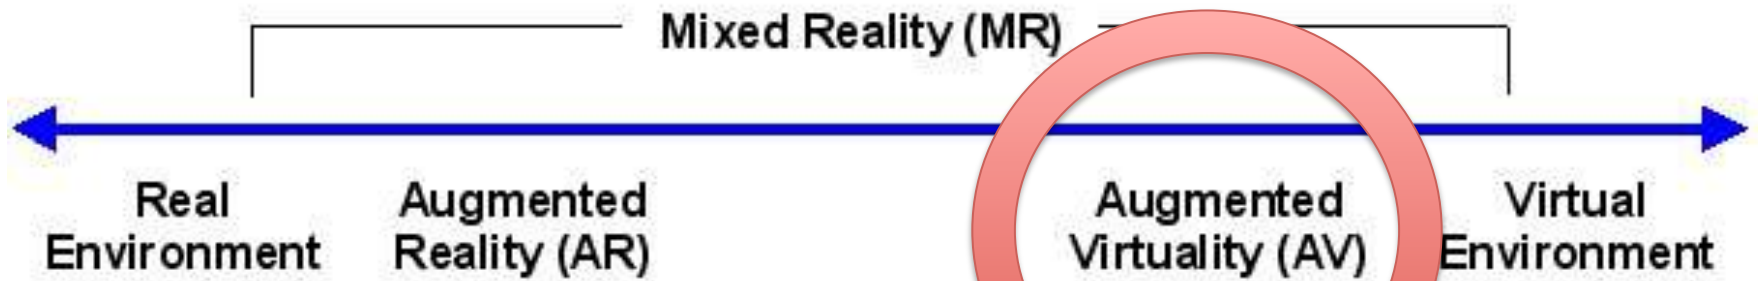 Mixed Reality (MR)
Real Augmented Augmented Virtual
Environment Reality (AR) Virtuality (AV) Environment